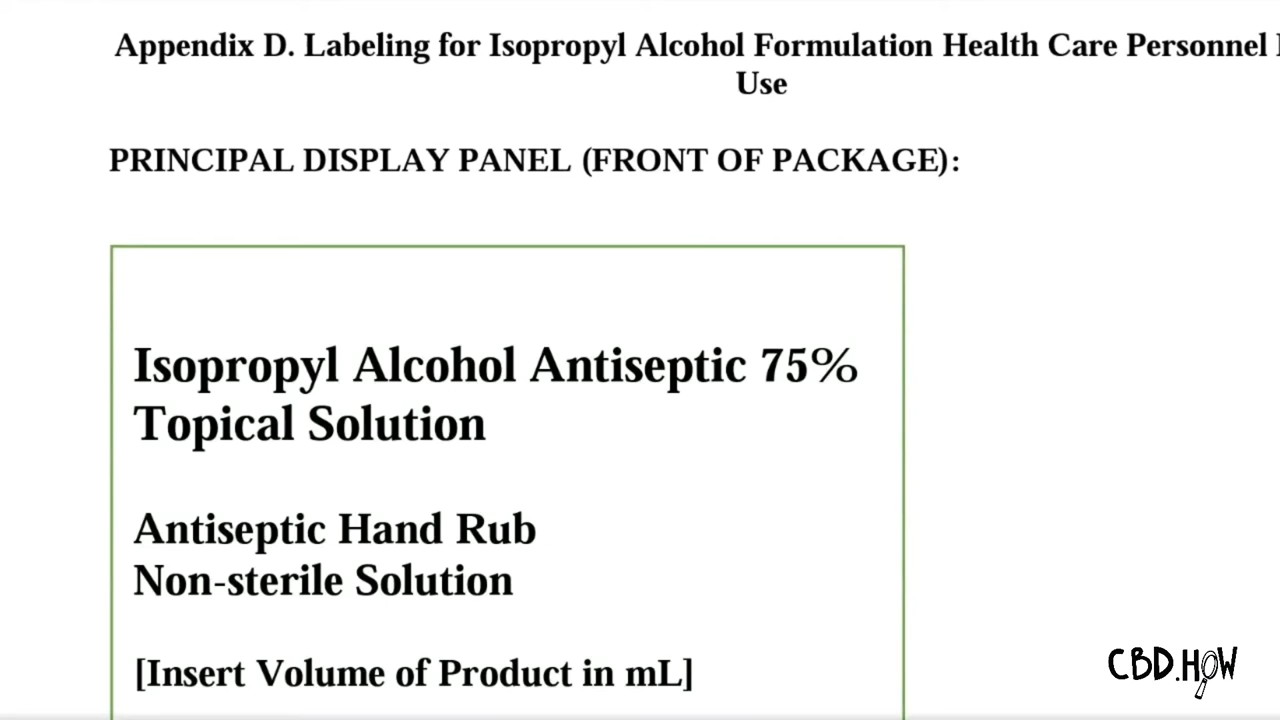 Appendix D. Labeling for Isopropyl Alcohol Formulation Health Care Personnel
Use
PRINCIPAL DISPLAY PANEL (FRONT OF PACKAGE):
Isopropyl Alcohol Antiseptic 75%
Topical Solution
Antiseptic Hand Rub
Non-sterile Solution
[Insert Volume of Product in mL]
CBD.HOW